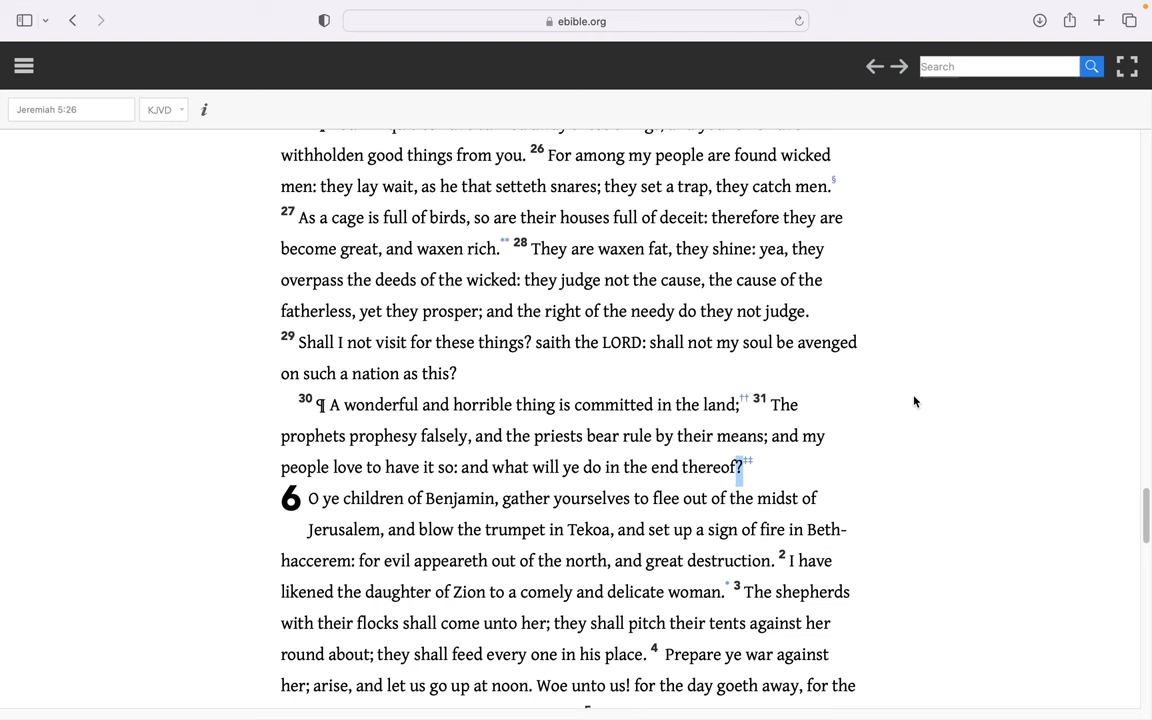 ebible.org
Search
Jeremiah 5:26 KJVD i
withholden good things from you. 26 For among my people are found wicked
men: they lay wait, as he that setteth snares; they set a trap, they catch men.§
27 As a cage is full of birds, so are their houses full of deceit: therefore they are
become great, and waxen rich.** 28 They are waxen fat, they shine: yea, they
overpass the deeds of the wicked: they judge not the cause, the cause of the
fatherless, yet they prosper; and the right of the needy do they not judge.
29 Shall I not visit for these things? saith the LORD: shall not my soul be avenged
on such a nation as this?
30 ¶ A wonderful and horrible thing is committed in the land;†† 31 The
prophets prophesy falsely, and the priests bear rule by their means; and my
people love to have it so: and what will ye do in the end thereof?‡‡
6 O ye children of Benjamin, gather yourselves to flee out of the midst of
Jerusalem, and blow the trumpet in Tekoa, and set up a sign of fire in Beth-
haccerem: for evil appeareth out of the north, and great destruction. 2 I have
likened the daughter of Zion to a comely and delicate woman.* 3 The shepherds
with their flocks shall come unto her; they shall pitch their tents against her
round about; they shall feed every one in his place. 4 Prepare ye war against
her; arise, and let us go up at noon. Woe unto us! for the day goeth away, for the